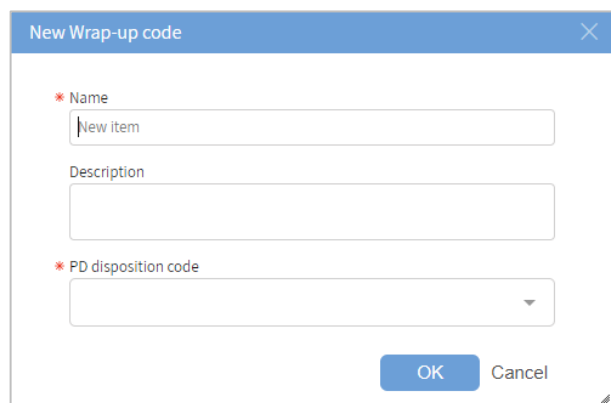 New Wrap-up code
* Name
New item
Description
* PD disposition code
OK Cancel